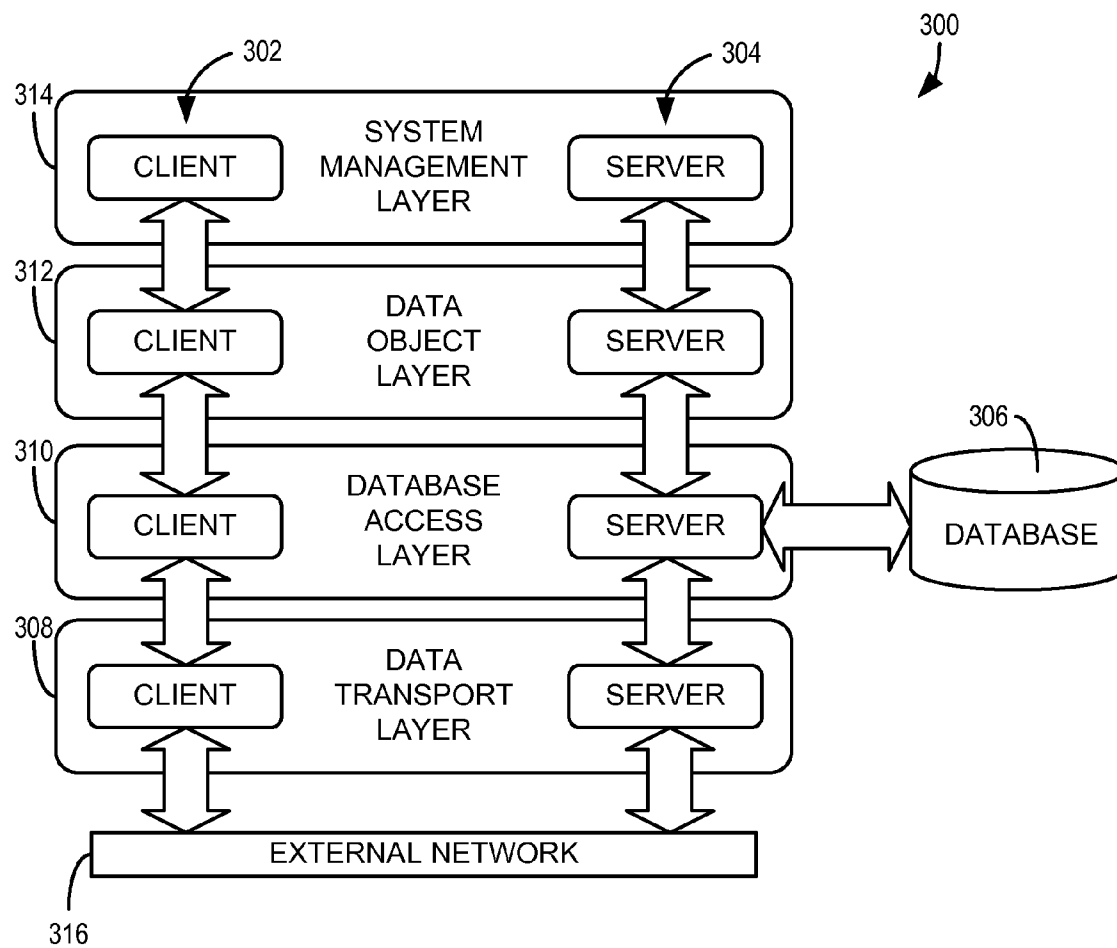 300
302
304
314
CLIENT
SYSTEM
MANAGEMENT
LAYER
SERVER
312
CLIENT
DATA
OBJECT
LAYER
SERVER
310
CLIENT
DATABASE
ACCESS
LAYER
SERVER
306
DATABASE
308
CLIENT
DATA
TRANSPORT
LAYER
SERVER
EXTERNAL NETWORK
316